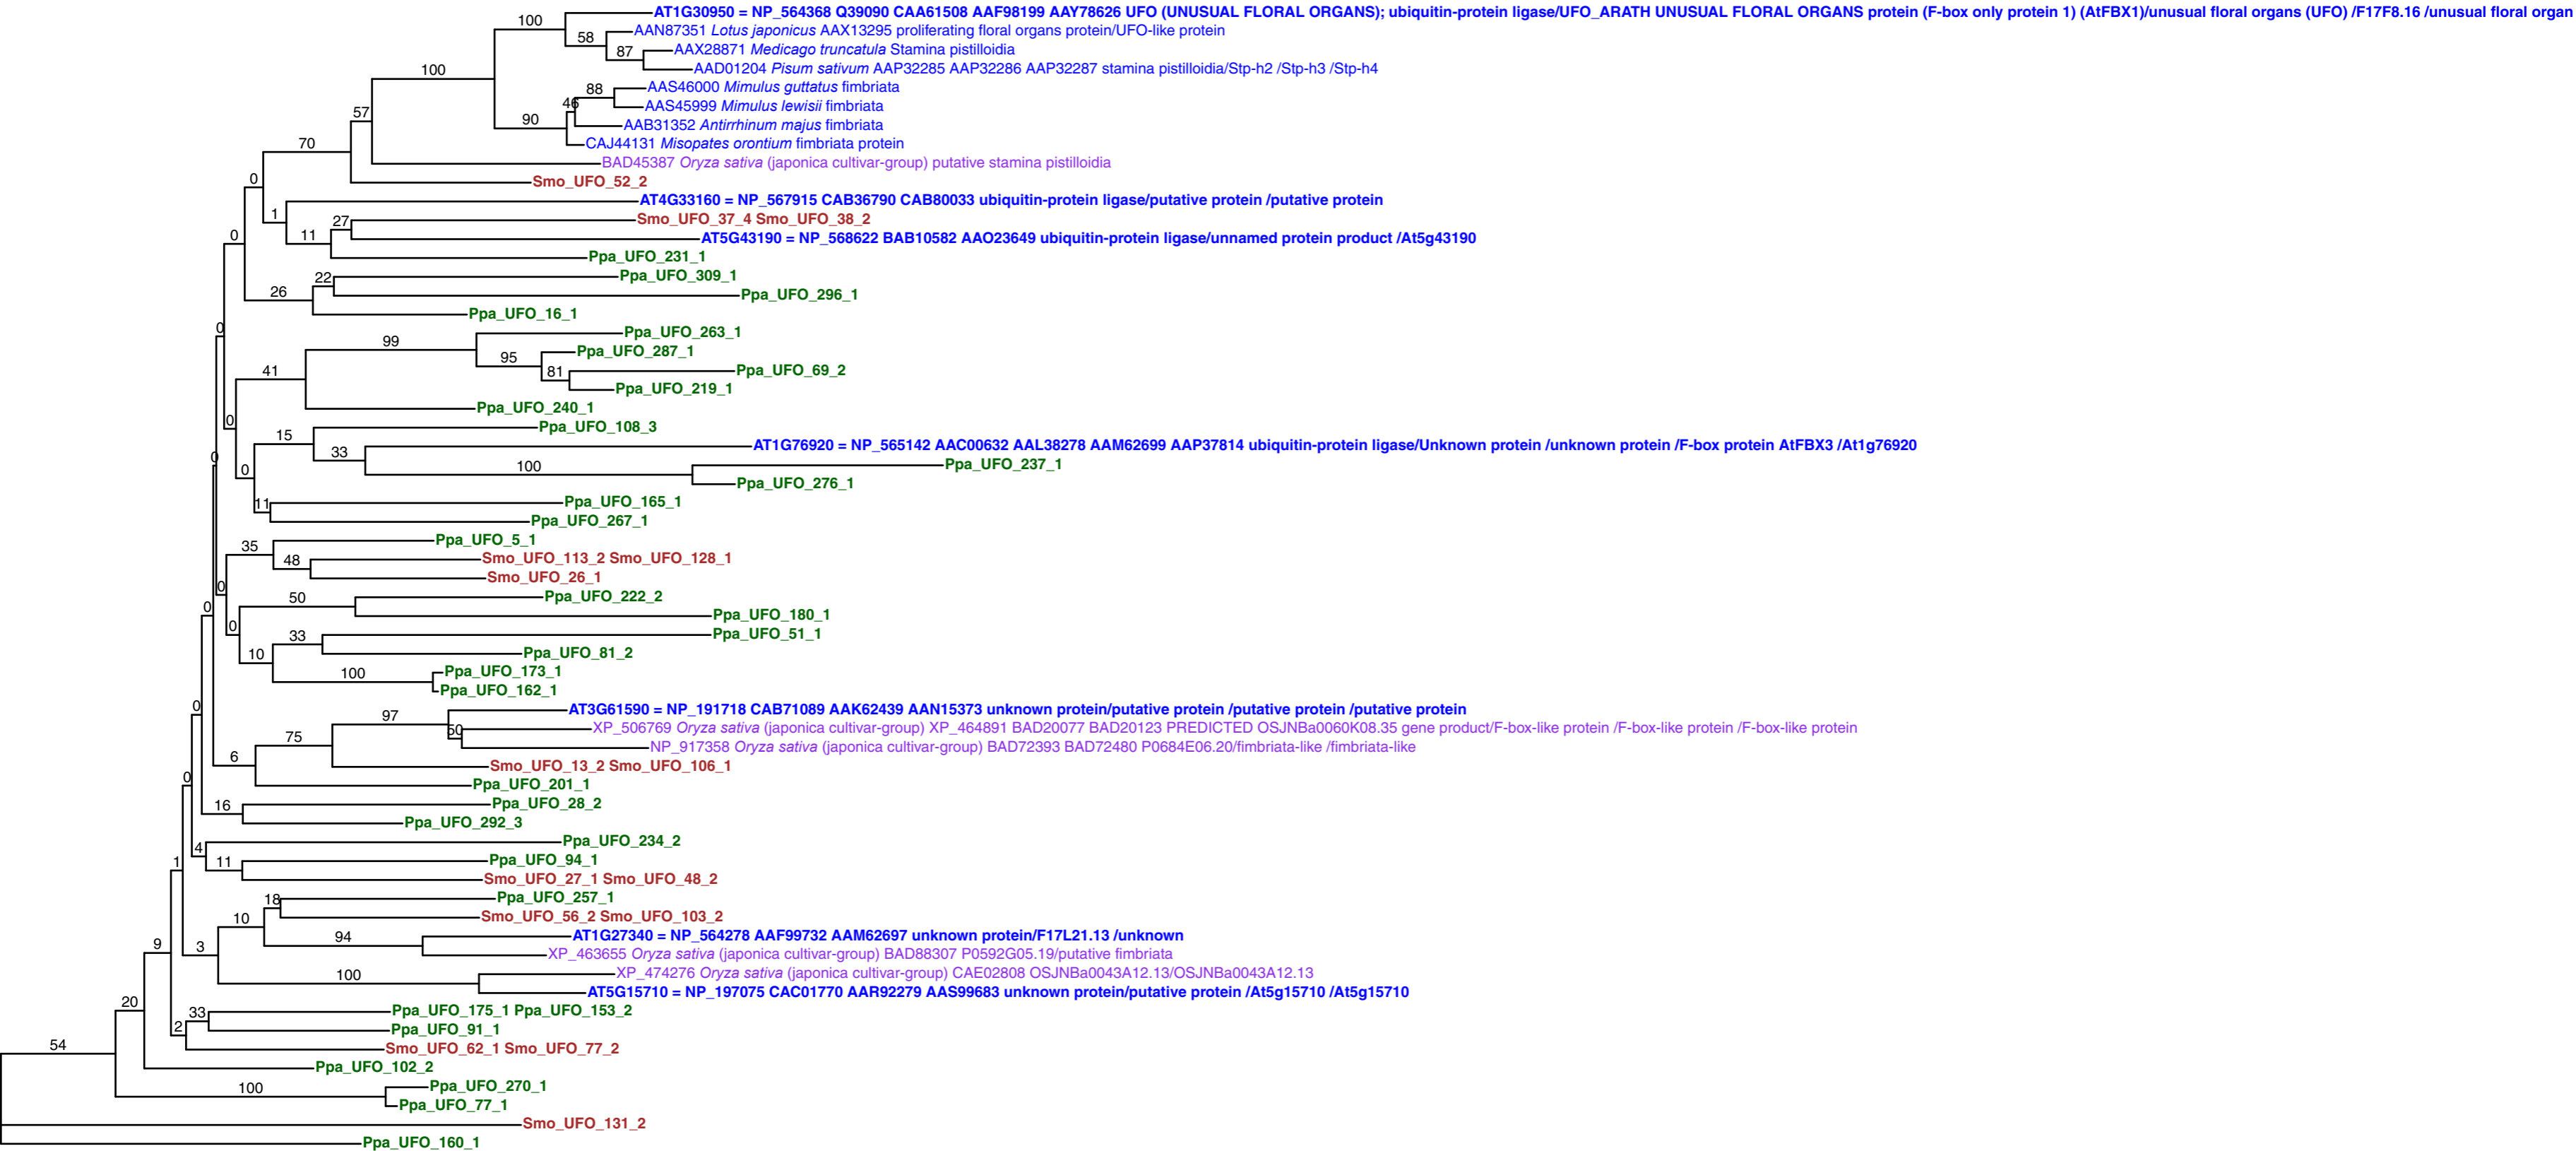 100
AT1G30950 = NP_564368 Q39090 CAA61508 AAF98199 AAY78626 UFO (UNUSUAL FLORAL ORGANS); ubiquitin-protein ligase/UFO_ARATH UNUSUAL FLORAL ORGANS protein (F-box only protein 1) (AtFBX1)/unusual floral organs (UFO) /F17F8.16 /unusual floral organ
AAN87351 Lotus japonicus AAX13295 proliferating floral organs protein/UFO-like protein
58
AAX28871 Medicago truncatula Stamina pistilloidia
87
AAD01204 Pisum sativum AAP32285 AAP32286 AAP32287 stamina pistilloidia/Stp-h2 /Stp-h3 /Stp-h4
100
AAS46000 Mimulus guttatus fimbriata
88
AAS45999 Mimulus lewisii fimbriata
46
AAB31352 Antirrhinum majus fimbriata
90
CAJ44131 Misopates orontium fimbriata protein
57
BAD45387 Oryza sativa (japonica cultivar-group) putative stamina pistilloidia
70
Smo_UFO_52_2
0
AT4G33160 = NP_567915 CAB36790 CAB80033 ubiquitin-protein ligase/putative protein /putative protein
1
Smo_UFO_37_4 Smo_UFO_38_2
27
AT5G43190 = NP_568622 BAB10582 AAO23649 ubiquitin-protein ligase/unnamed protein product /At5g43190
11
Ppa_UFO_231_1
0
Ppa_UFO_309_1
22
Ppa_UFO_296_1
26
Ppa_UFO_16_1
0
Ppa_UFO_263_1
99
Ppa_UFO_287_1
95
Ppa_UFO_69_2
81
Ppa_UFO_219_1
41
Ppa_UFO_240_1
0
Ppa_UFO_108_3
15
AT1G76920 = NP_565142 AAC00632 AAL38278 AAM62699 AAP37814 ubiquitin-protein ligase/Unknown protein /unknown protein /F-box protein AtFBX3 /At1g76920
33
Ppa_UFO_237_1
100
Ppa_UFO_276_1
0
0
Ppa_UFO_165_1
11
Ppa_UFO_267_1
Ppa_UFO_5_1
35
Smo_UFO_113_2 Smo_UFO_128_1
48
Smo_UFO_26_1
0
Ppa_UFO_222_2
50
Ppa_UFO_180_1
0
0
Ppa_UFO_51_1
33
Ppa_UFO_81_2
10
Ppa_UFO_173_1
100
Ppa_UFO_162_1
0
AT3G61590 = NP_191718 CAB71089 AAK62439 AAN15373 unknown protein/putative protein /putative protein /putative protein
97
XP_506769 Oryza sativa (japonica cultivar-group) XP_464891 BAD20077 BAD20123 PREDICTED OSJNBa0060K08.35 gene product/F-box-like protein /F-box-like protein /F-box-like protein
50
NP_917358 Oryza sativa (japonica cultivar-group) BAD72393 BAD72480 P0684E06.20/fimbriata-like /fimbriata-like
75
Smo_UFO_13_2 Smo_UFO_106_1
6
Ppa_UFO_201_1
0
Ppa_UFO_28_2
16
Ppa_UFO_292_3
Ppa_UFO_234_2
4
Ppa_UFO_94_1
11
Smo_UFO_27_1 Smo_UFO_48_2
1
Ppa_UFO_257_1
18
Smo_UFO_56_2 Smo_UFO_103_2
10
AT1G27340 = NP_564278 AAF99732 AAM62697 unknown protein/F17L21.13 /unknown
94
XP_463655 Oryza sativa (japonica cultivar-group) BAD88307 P0592G05.19/putative fimbriata
3
XP_474276 Oryza sativa (japonica cultivar-group) CAE02808 OSJNBa0043A12.13/OSJNBa0043A12.13
100
AT5G15710 = NP_197075 CAC01770 AAR92279 AAS99683 unknown protein/putative protein /At5g15710 /At5g15710
9
Ppa_UFO_175_1 Ppa_UFO_153_2
33
Ppa_UFO_91_1
2
Smo_UFO_62_1 Smo_UFO_77_2
20
Ppa_UFO_102_2
54
Ppa_UFO_270_1
100
Ppa_UFO_77_1
Smo_UFO_131_2
Ppa_UFO_160_1